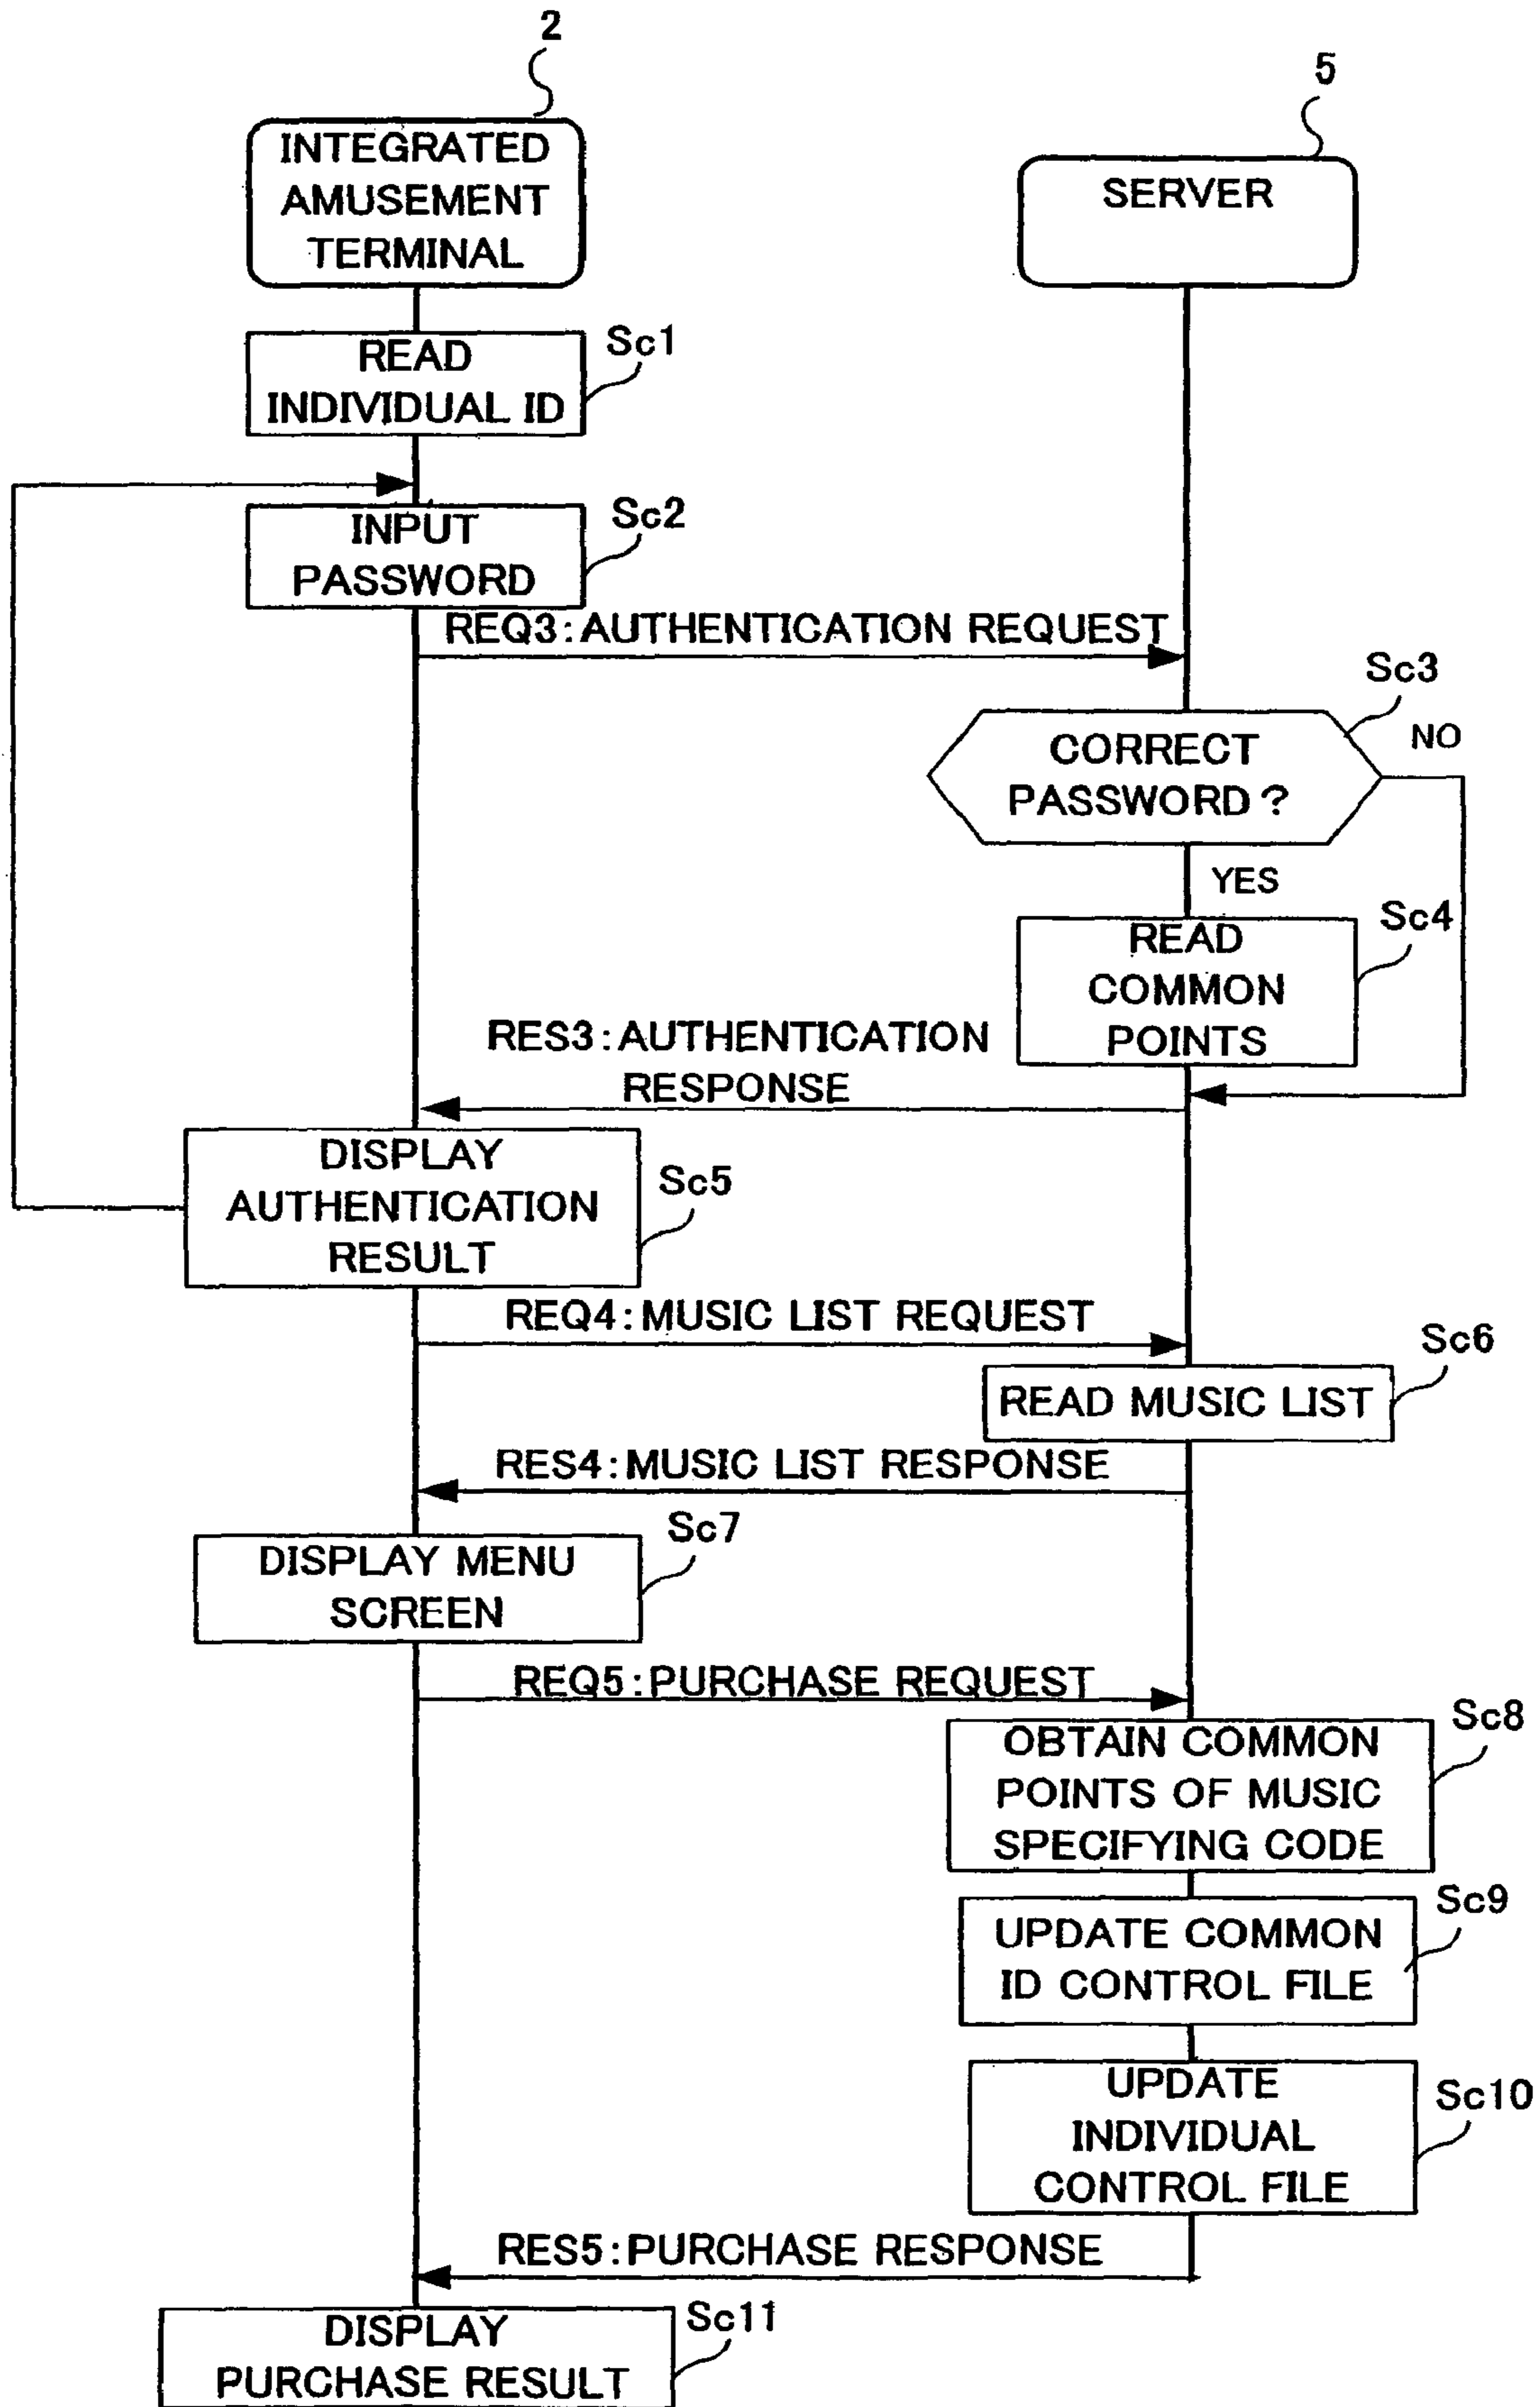 2
5
INTEGRATED
AMUSEMENT
TERMINAL
SERVER
READ
INDIVIDUAL ID
Sc1
INPUT
PASSWORD
Sc2
REQ3:AUTHENTICATION REQUEST
Sc3
CORRECT
PASSWORD?
NO
YES
READ
COMMON
POINTS
Sc4
RES3:AUTHENTICATION
RESPONSE
DISPLAY
AUTHENTICATION
RESULT
Sc5
REQ4:MUSIC LIST REQUEST
Sc6
READ MUSIC LIST
RES4:MUSIC LIST RESPONSE
Sc7
DISPLAY MENU
SCREEN
REQ5:PURCHASE REQUEST
Sc8
OBTAIN COMMON
POINTS OF MUSIC
SPECIFYING CODE
Sc9
UPDATE COMMON
ID CONTROL FILE
UPDATE
INDIVIDUAL
CONTROL FILE
Sc10
RES5:PURCHASE RESPONSE
Sc11
DISPLAY
PURCHASE RESULT